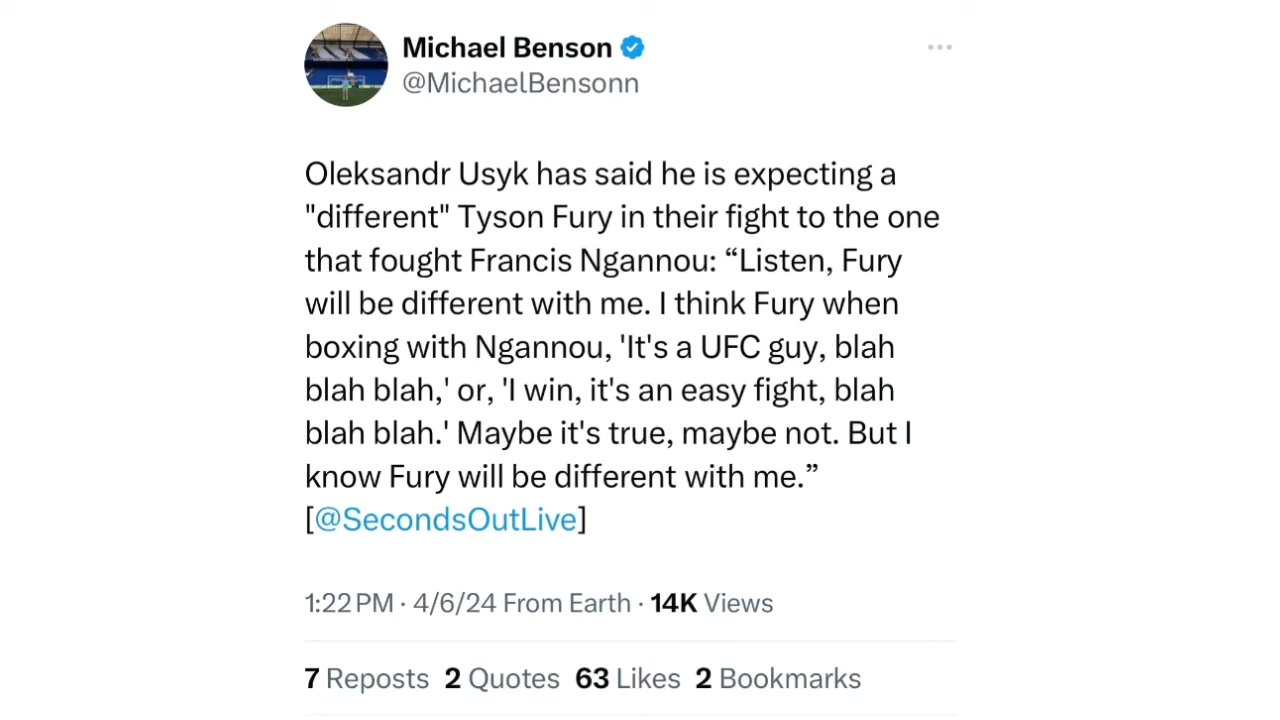 Michael Benson
@MichaelBensonn
Oleksandr Usyk has said he is expecting a
"different" Tyson Fury in their fight to the one
that fought Francis Ngannou: “Listen, Fury
will be different with me. I think Fury when
boxing with Ngannou, 'It's a UFC guy, blah
blah blah,' or, 'I win, it's an easy fight, blah
blah blah.' Maybe it's true, maybe not. But I
know Fury will be different with me.”
[@SecondsOutLive]
1:22 PM · 4/6/24 From Earth · 14K Views
7 Reposts 2 Quotes 63 Likes 2 Bookmarks